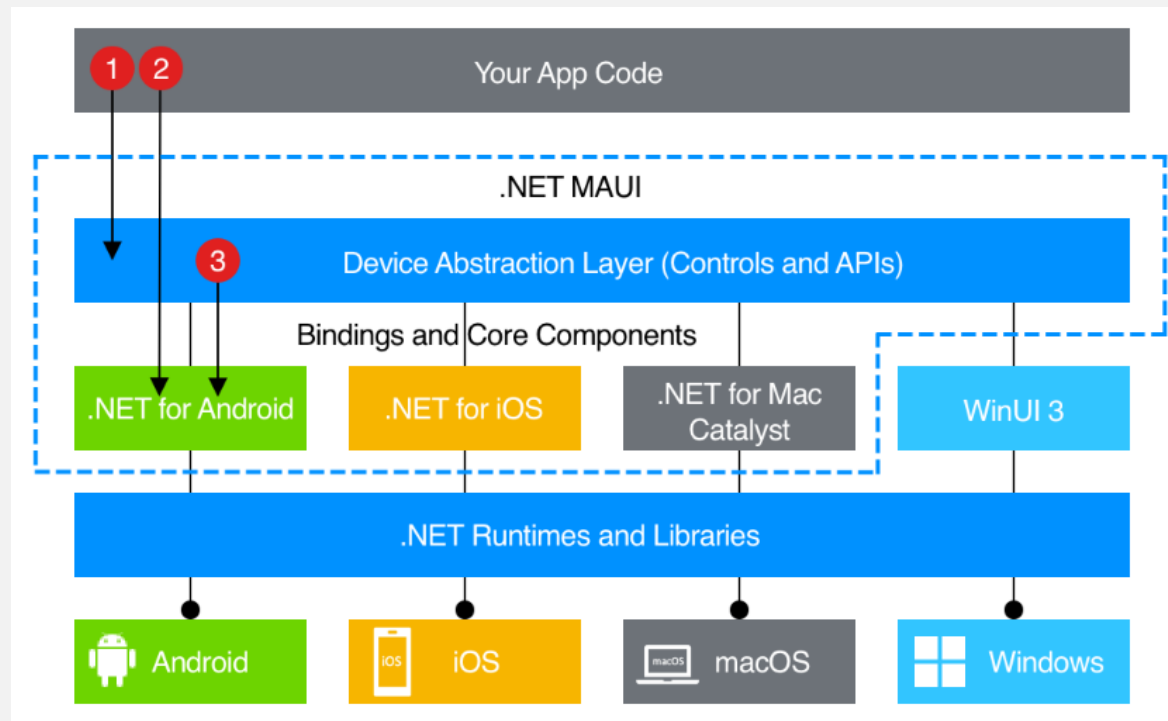 1 2 Your App Code
.NET MAUI
3 Device Abstraction Layer (Controls and APIs)
Bindings and Core Components
.NET for Android
.NET for iOS
.NET for Mac
Catalyst
WinUI 3
.NET Runtimes and Libraries
Android
iOS iOS
macOS macOS
Windows